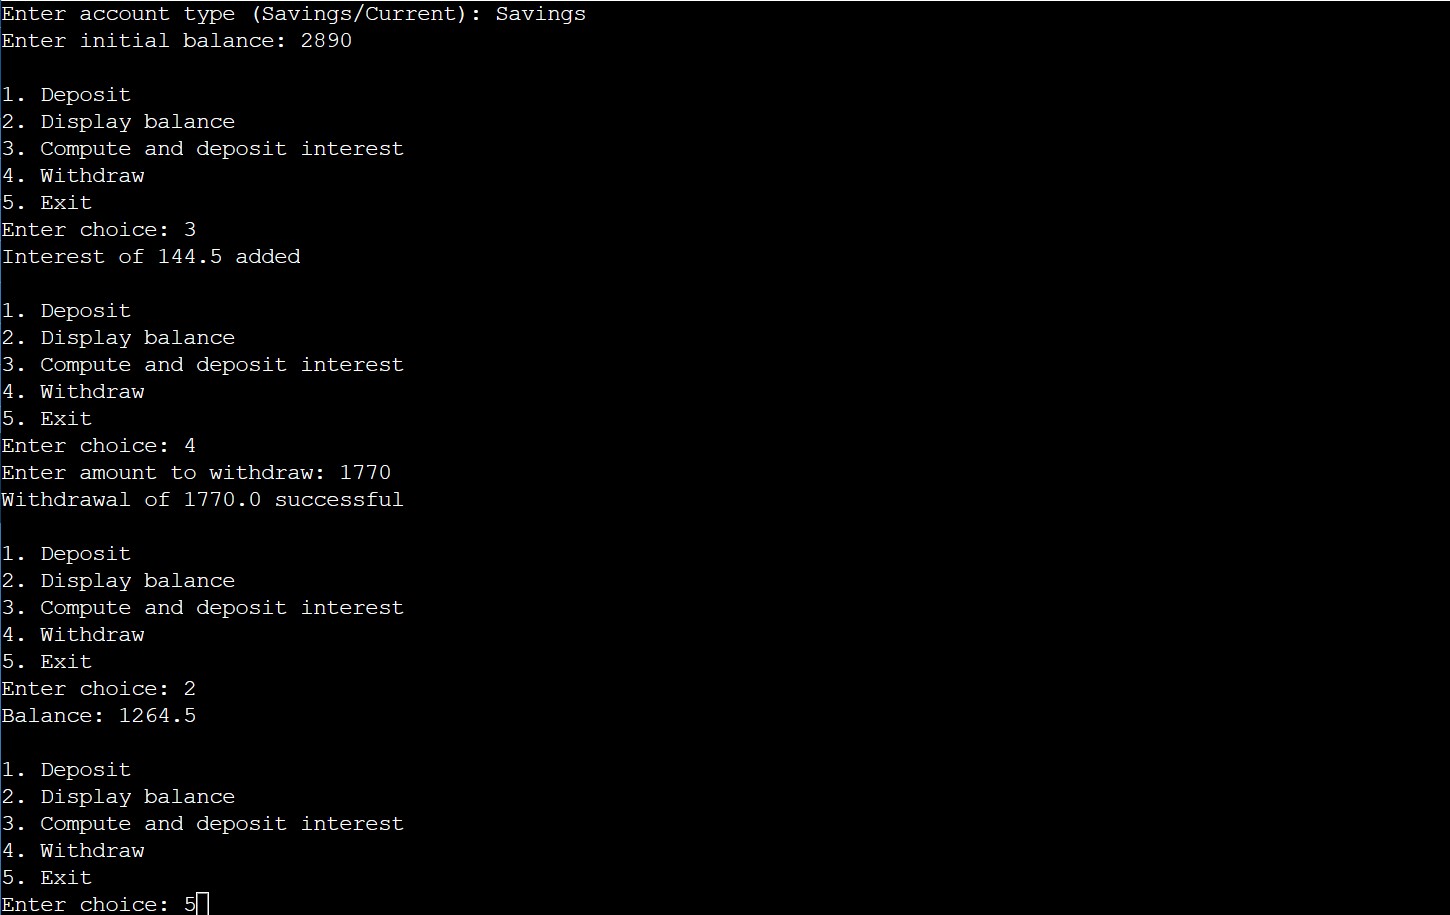 Enter account type (Savings/Current): Savings
Enter initial balance: 2890

1. Deposit
2. Display balance
3. Compute and deposit interest
4. Withdraw
5. Exit
Enter choice: 3
Interest of 144.5 added

1. Deposit
2. Display balance
3. Compute and deposit interest
4. Withdraw
5. Exit
Enter choice: 4
Enter amount to withdraw: 1770
Withdrawal of 1770.0 successful

1. Deposit
2. Display balance
3. Compute and deposit interest
4. Withdraw
5. Exit
Enter choice: 2
Balance: 1264.5

1. Deposit
2. Display balance
3. Compute and deposit interest
4. Withdraw
5. Exit
Enter choice: 5